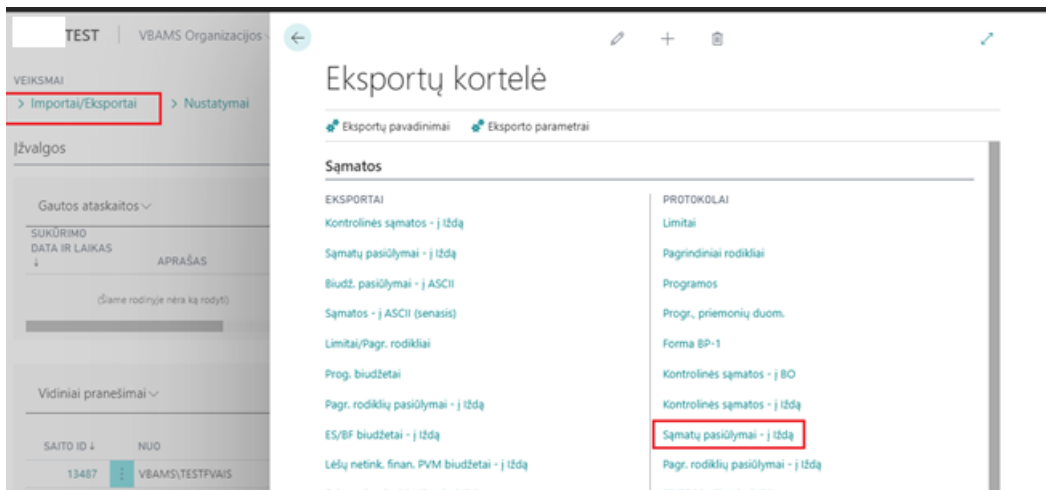 TEST
VBAMS Organizacijos
VEIKSMAI
> Importai/Eksportai
> Nustatymai
Įžvalgos
Gautos ataskaitos
SUKŪRIMO
DATA IR LAIKAS
↓
APRAŠAS
(Šiame rodinyje nėra ką rodyti)
Vidiniai pranešimai
SAITO ID ↓
NUO
13487
VBAMS\TESTFVAIS
Eksportų kortelė
Eksportų pavadinimai
Eksporto parametrai
Sąmatos
EKSPORTAI
Kontrolinės sąmatos - į Iždą
Sąmatų pasiūlymai - į Iždą
Biudž. pasiūlymai - į ASCII
Sąmatos - į ASCII (senasis)
Limitai/Pagr. rodikliai
Prog. biudžetai
Pagr. rodiklių pasiūlymai - į Iždą
ES/BF biudžetai - į Iždą
Lėšų netink. finan. PVM biudžetai - į Iždą
PROTOKOLAI
Limitai
Pagrindiniai rodikliai
Programos
Progr., priemonių duom.
Forma BP-1
Kontrolinės sąmatos - į BO
Kontrolinės sąmatos - į Iždą
Sąmatų pasiūlymai - į Iždą
Pagr. rodiklių pasiūlymai - į Iždą